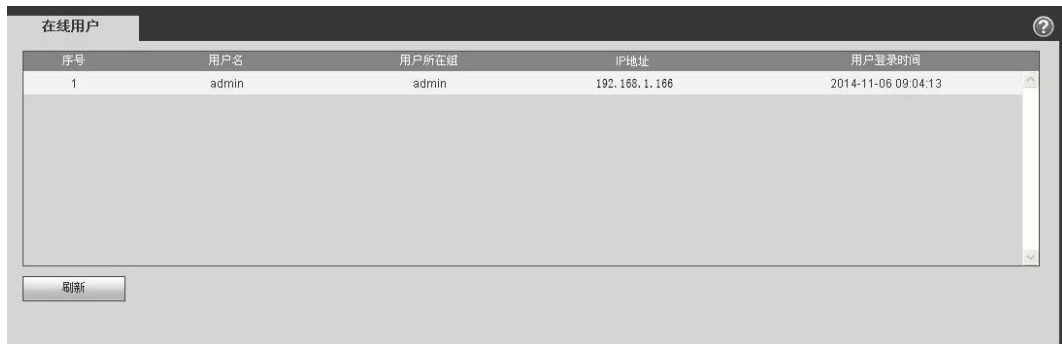 在线用户
序号 用户名 用户所在组 IP地址 用户登录时间
1 admin admin 192.168.1.166 2014-11-06 09:04:13
刷新